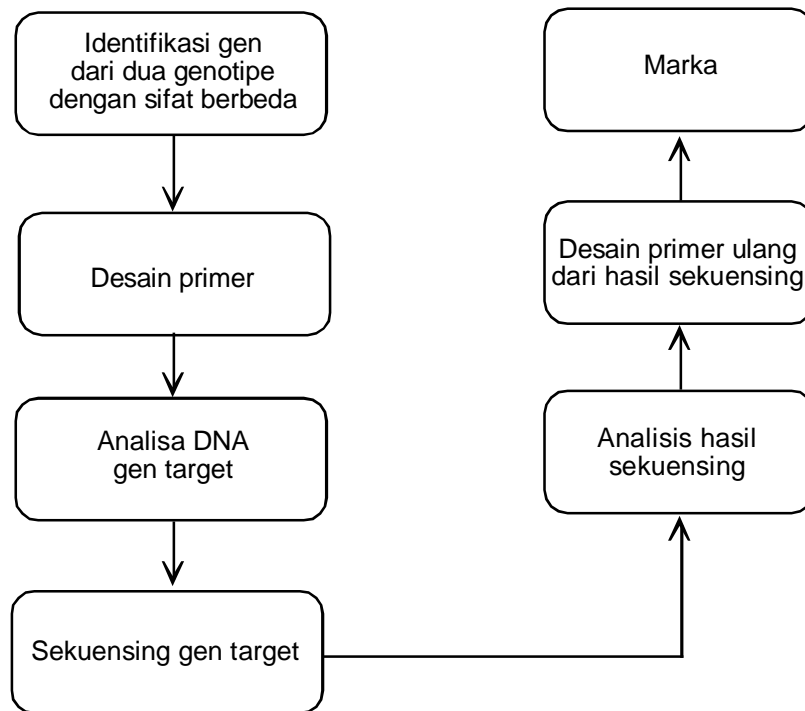 Identifikasi gen
dari dua genotipe
dengan sifat berbeda
Desain primer
Analisa DNA
gen target
Sekuensing gen target
Analisis hasil
sekuensing
Desain primer ulang
dari hasil sekuensing
Marka